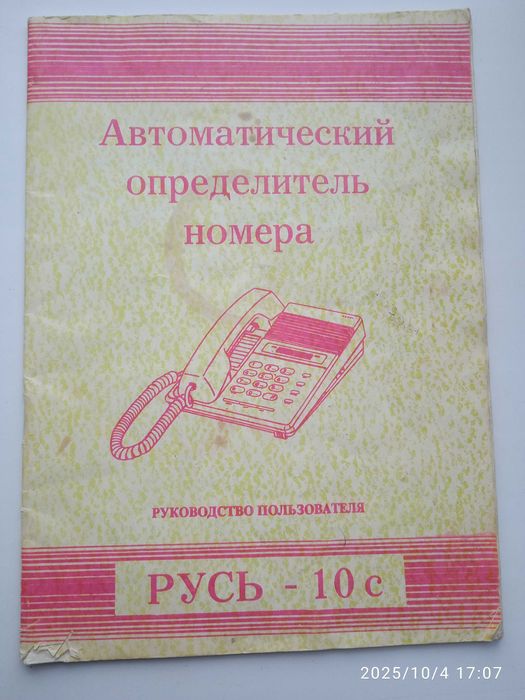 Автоматический
определитель
номера
РУКОВОДСТВО ПОЛЬЗОВАТЕЛЯ
РУСЬ - 10 с
2025/10/4 17:07